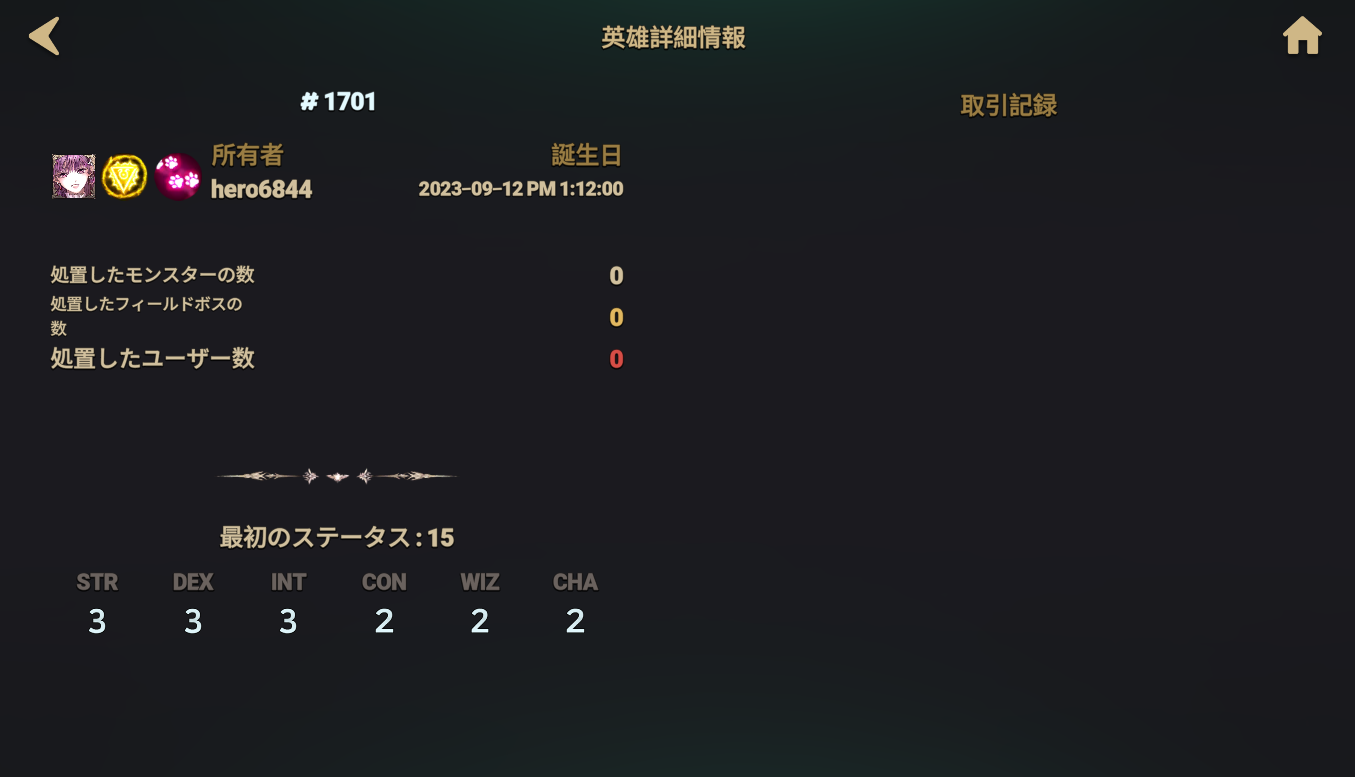 英雄詳細情報
# 1701
取引記録
所有者
誕生日
hero6844
2023-09-12 PM 1:12:00
処置したモンスターの数
0
処置したフィールドボスの
数
0
処置したユーザー数
0
最初のステータス : 15
STR DEX INT CON WIZ CHA
3 3 3 2 2 2